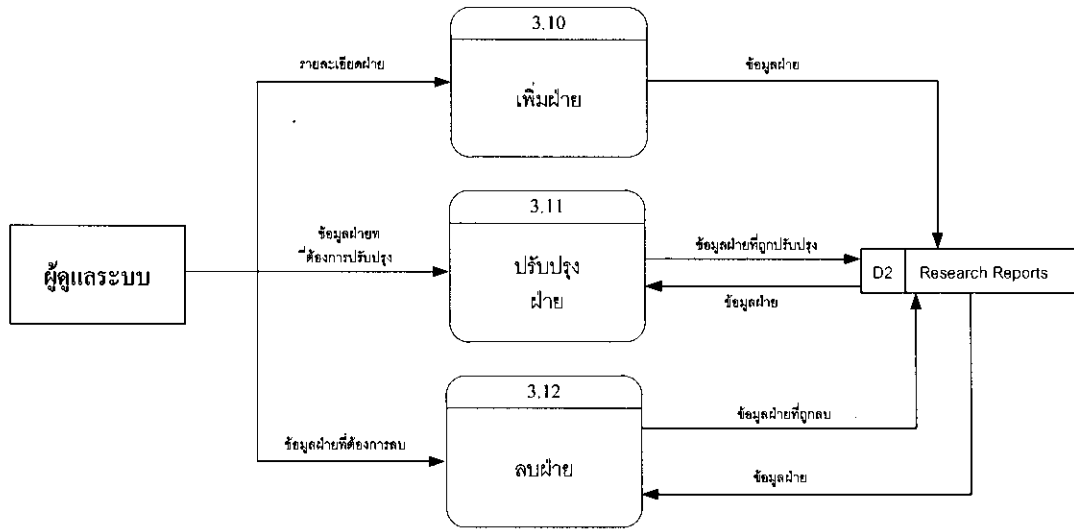 3.10
รายละเอียดฝ่าย
ข้อมูลฝ่าย
เพิ่มฝ่าย
3.11
ข้อมูลฝ่ายท
ี่ต้องการปรับปรุง
ข้อมูลฝ่ายที่ถูกปรับปรุง
ผู้ดูแลระบบ
ปรับปรุง
ฝ่าย
D2 Research Reports
ข้อมูลฝ่าย
3.12
ข้อมูลฝ่ายที่ถูกลบ
ข้อมูลฝ่ายที่ต้องการลบ
ลบฝ่าย
ข้อมูลฝ่าย